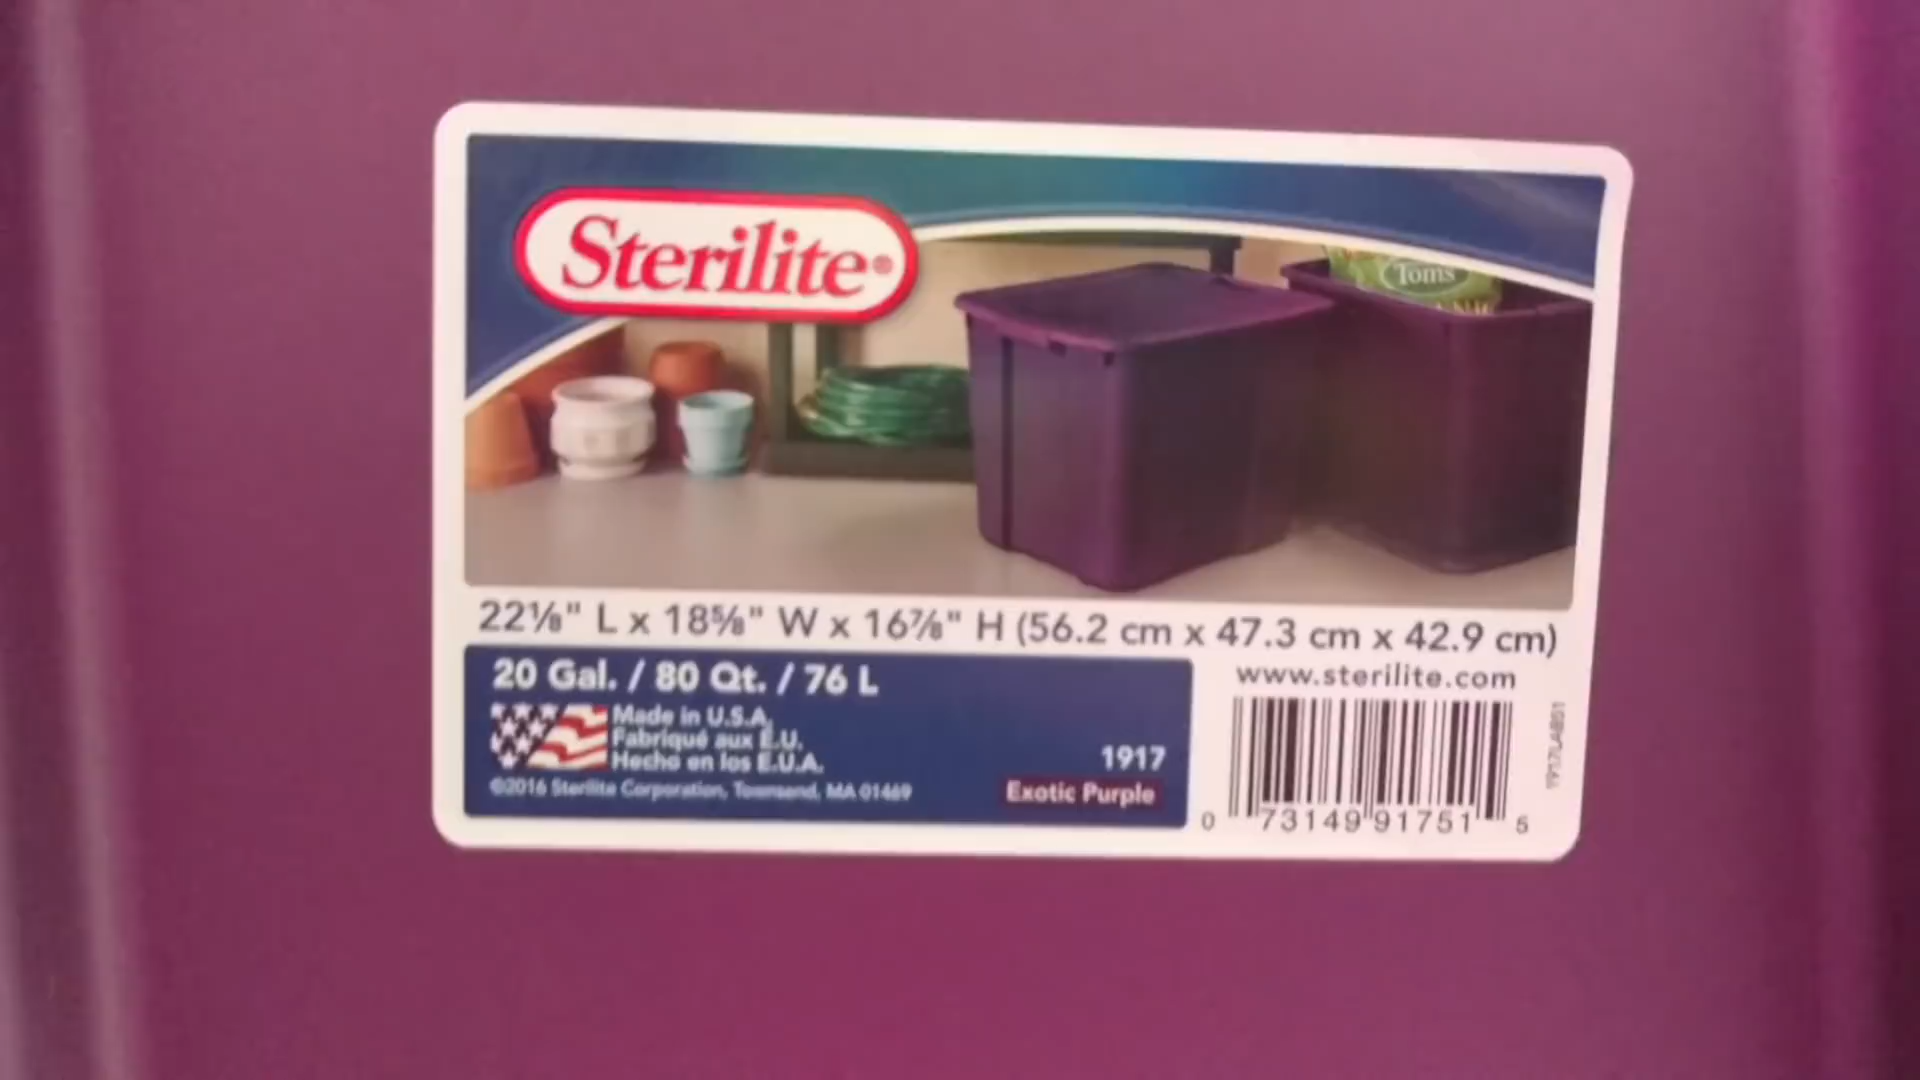 Sterilite®
Toms
22⅛" L x 18⅝" W x 16⅞" H (56.2 cm x 47.3 cm x 42.9 cm)
20 Gal. / 80 Qt. / 76 L
www.sterilite.com
Made in U.S.A.
Fabriqué aux É.U.
Hecho en los E.U.A.
1917
©2016 Sterilite Corporation, Townsend, MA 01469
Exotic Purple
0 73149 91751 5
1917LAB01